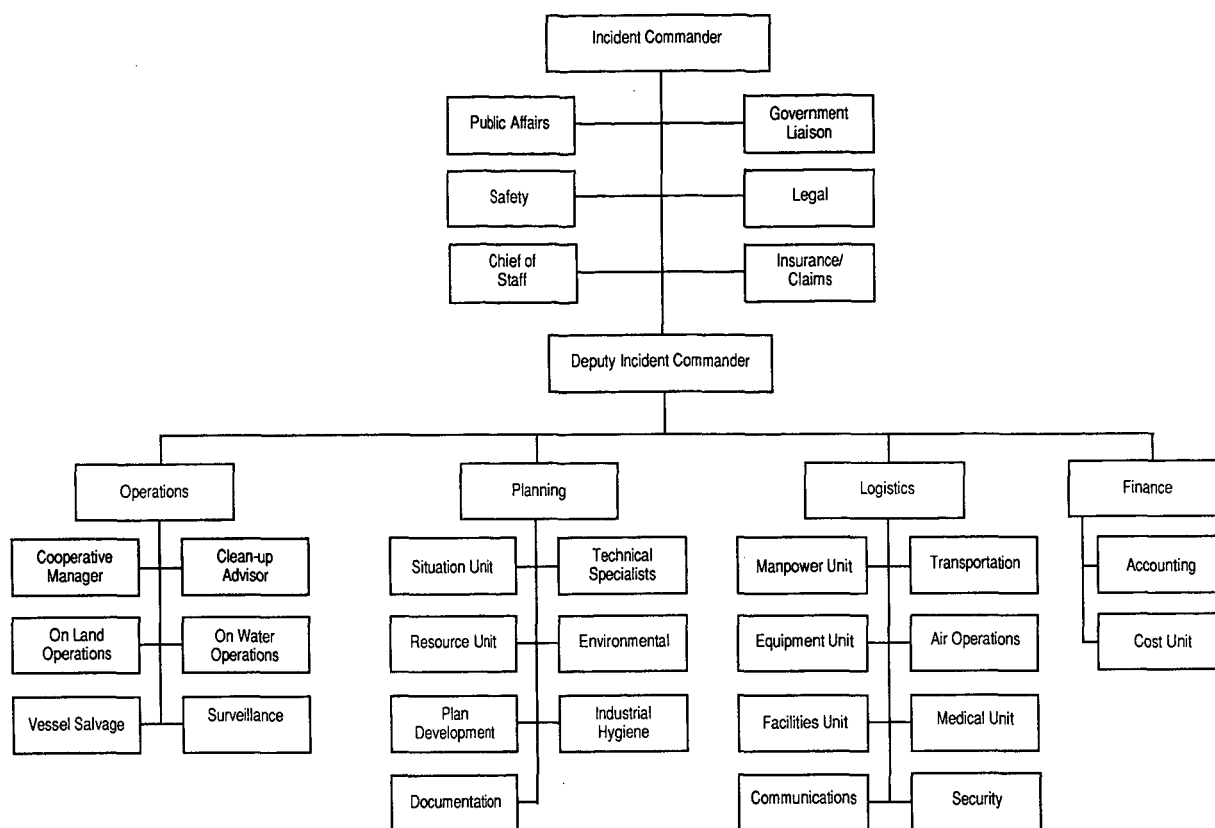 Incident Commander
Public Affairs
Government
Liaison
Safety
Legal
Chief of
Staff
Insurance/
Claims
Deputy Incident Commander
Operations
Planning
Logistics
Finance
Cooperative
Manager
Clean-up
Advisor
Situation Unit
Technical
Specialists
Manpower Unit
Transportation
Accounting
On Land
Operations
On Water
Operations
Resource Unit
Environmental
Equipment Unit
Air Operations
Cost Unit
Vessel Salvage
Surveillance
Plan
Development
Industrial
Hygiene
Facilities Unit
Medical Unit
Documentation
Communications
Security